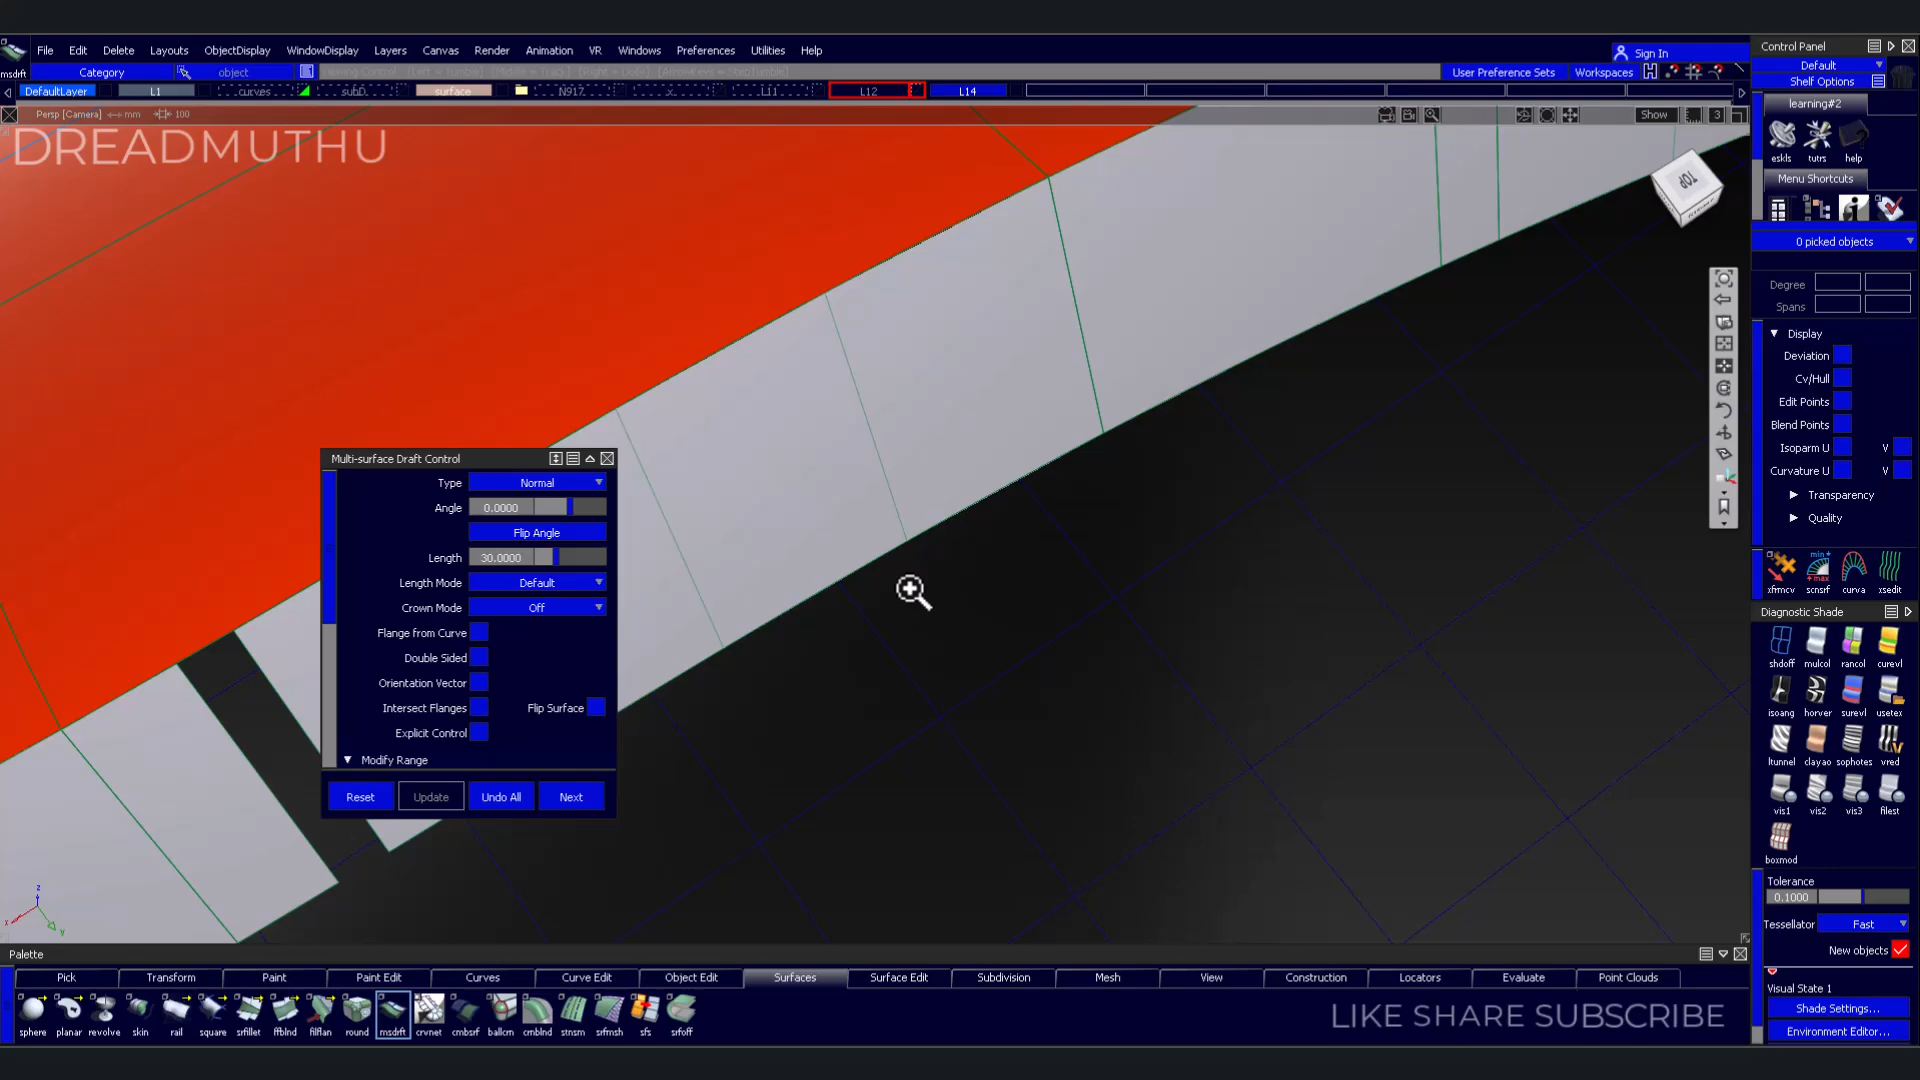 File Edit Delete Layouts ObjectDisplay WindowDisplay Layers Canvas Render Animation VR Windows Preferences Utilities Help
Sign In
msdrft
Category
object
User Preference Sets
Workspaces
DefaultLayer L1 curves subD surface N917 x L11 L12 L14
Persp [Camera] mm 100
Show 3
DREADMUTHU
TOP
Multi-surface Draft Control
Type Normal
Angle 0.0000
Flip Angle
Length 30.0000
Length Mode Default
Crown Mode Off
Flange from Curve
Double Sided
Orientation Vector
Intersect Flanges Flip Surface
Explicit Control
Modify Range
Reset Update Undo All Next
z
x
y
Control Panel
Default
Shelf Options
learning#2
eskls tutrs help
Menu Shortcuts
0 picked objects
Degree
Spans
Display
Deviation
Cv/Hull
Edit Points
Blend Points
Isoparm U V
Curvature U V
Transparency
Quality
min+ +max
xfrmcv scnsrf curva xsedit
Diagnostic Shade
shdoff mulcol rancol curevl
isoang horver surevl usetex
ltunnel clayao sophotes vred
vis1 vis2 vis3 filest
boxmod
Tolerance
0.1000
Tessellator Fast
New objects
Visual State 1
Shade Settings...
Environment Editor...
Palette
Pick Transform Paint Paint Edit Curves Curve Edit Object Edit Surfaces Surface Edit Subdivision Mesh View Construction Locators Evaluate Point Clouds
sphere planar revolve skin rail square srfillet ffblnd filflan round msdrft crvnet cmbsrf ballcrn cmblnd stnsm srfmsh sfs srfoff
LIKE SHARE SUBSCRIBE